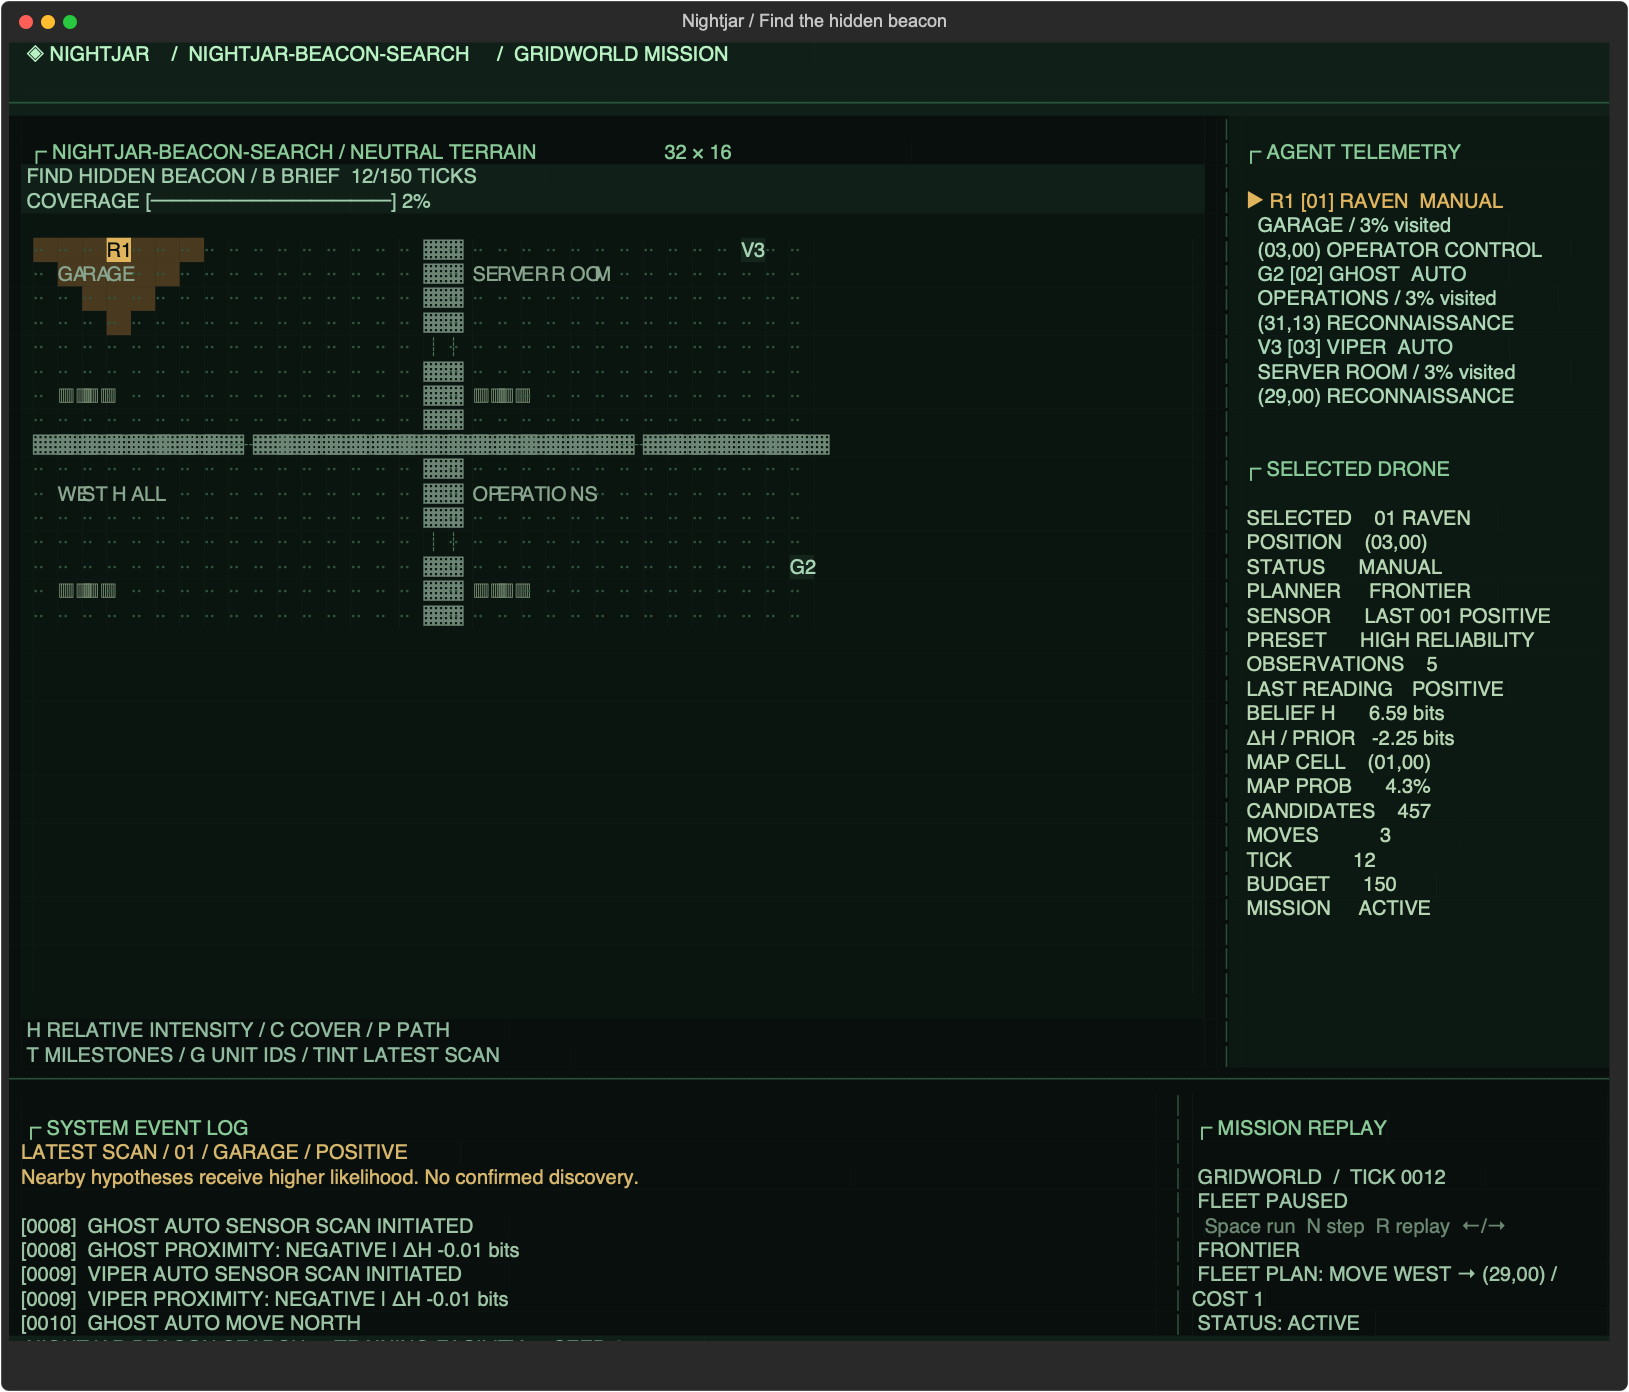 Nightjar / Find the hidden beacon
◈ NIGHTJAR / NIGHTJAR-BEACON-SEARCH / GRIDWORLD MISSION
NIGHTJAR-BEACON-SEARCH / NEUTRAL TERRAIN 32 × 16
FIND HIDDEN BEACON / B BRIEF 12/150 TICKS
COVERAGE [────────────────────] 2%
R1 V3
GARAGE SERVER ROOM
WEST HALL OPERATIONS
G2
H RELATIVE INTENSITY / C COVER / P PATH
T MILESTONES / G UNIT IDS / TINT LATEST SCAN
AGENT TELEMETRY
▶ R1 [01] RAVEN MANUAL
GARAGE / 3% visited
(03,00) OPERATOR CONTROL
G2 [02] GHOST AUTO
OPERATIONS / 3% visited
(31,13) RECONNAISSANCE
V3 [03] VIPER AUTO
SERVER ROOM / 3% visited
(29,00) RECONNAISSANCE
SELECTED DRONE
SELECTED 01 RAVEN
POSITION (03,00)
STATUS MANUAL
PLANNER FRONTIER
SENSOR LAST 001 POSITIVE
PRESET HIGH RELIABILITY
OBSERVATIONS 5
LAST READING POSITIVE
BELIEF H 6.59 bits
ΔH / PRIOR -2.25 bits
MAP CELL (01,00)
MAP PROB 4.3%
CANDIDATES 457
MOVES 3
TICK 12
BUDGET 150
MISSION ACTIVE
SYSTEM EVENT LOG
LATEST SCAN / 01 / GARAGE / POSITIVE
Nearby hypotheses receive higher likelihood. No confirmed discovery.
[0008] GHOST AUTO SENSOR SCAN INITIATED
[0008] GHOST PROXIMITY: NEGATIVE | ΔH -0.01 bits
[0009] VIPER AUTO SENSOR SCAN INITIATED
[0009] VIPER PROXIMITY: NEGATIVE | ΔH -0.01 bits
[0010] GHOST AUTO MOVE NORTH
MISSION REPLAY
GRIDWORLD / TICK 0012
FLEET PAUSED
Space run N step R replay ←/→
FRONTIER
FLEET PLAN: MOVE WEST → (29,00) /
COST 1
STATUS: ACTIVE